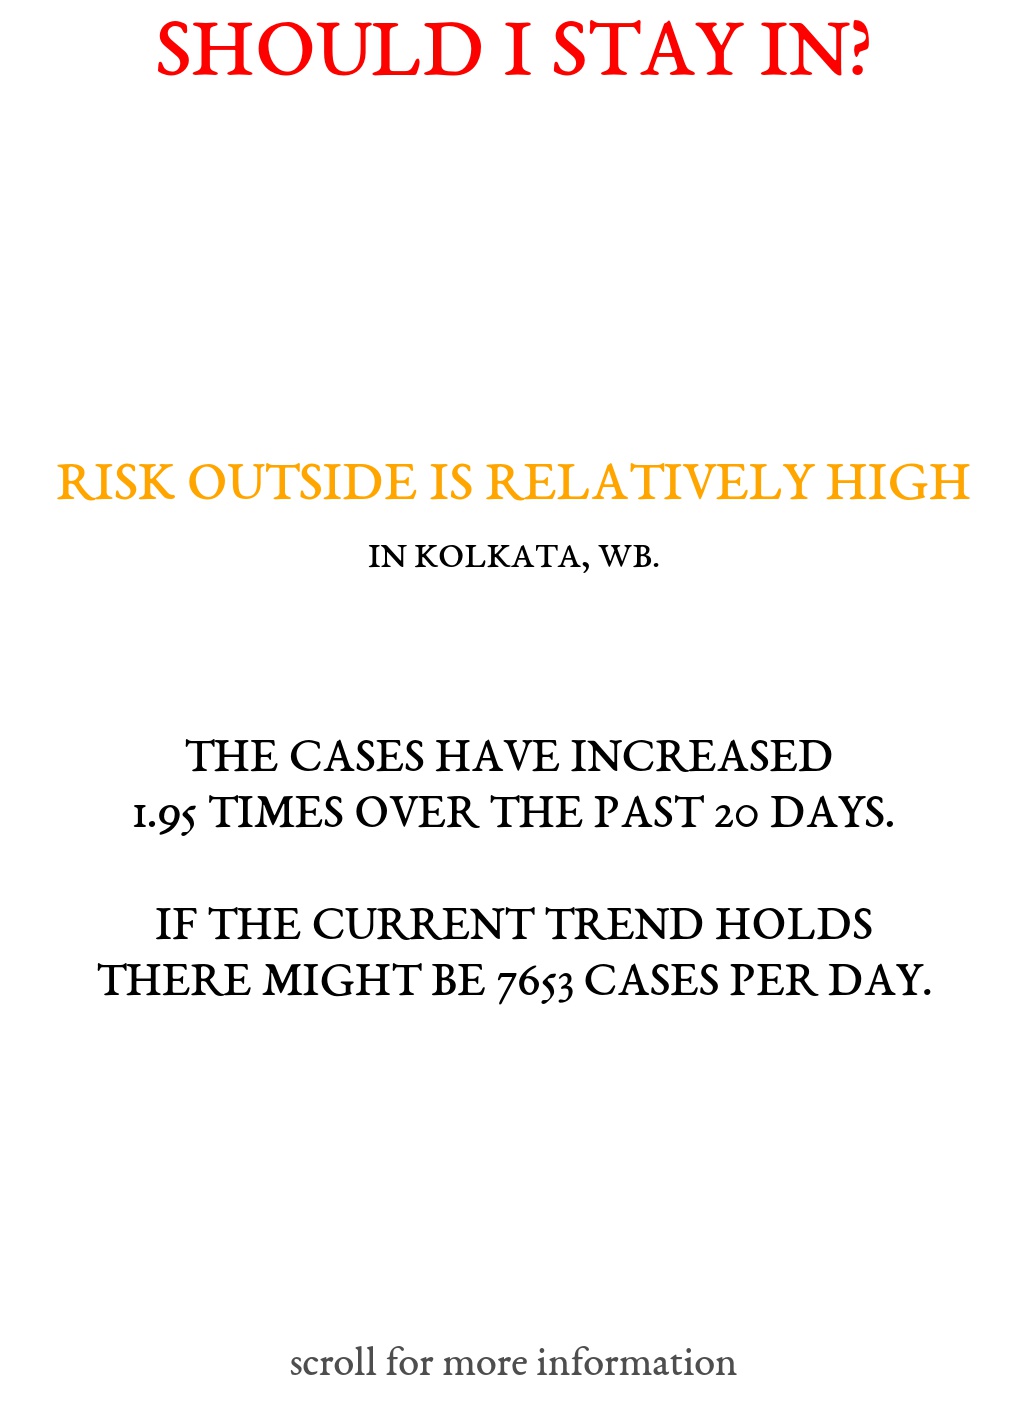 SHOULD I STAY IN?
RISK OUTSIDE IS RELATIVELY HIGH
IN KOLKATA, WB.
THE CASES HAVE INCREASED
1.95 TIMES OVER THE PAST 20 DAYS.
IF THE CURRENT TREND HOLDS
THERE MIGHT BE 7653 CASES PER DAY.
scroll for more information